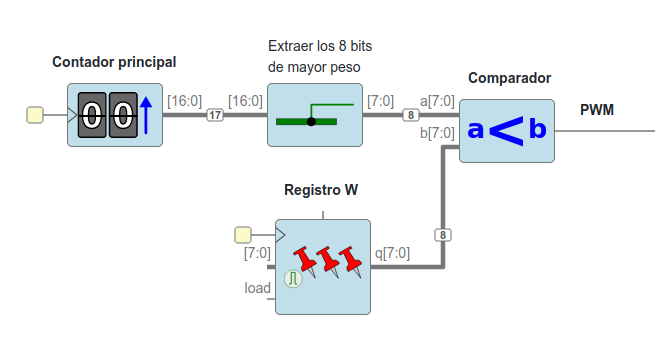 Contador principal
Extraer los 8 bits
de mayor peso
Comparador
PWM
00
[16:0]
17
[16:0]
[7:0]
8
a[7:0]
b[7:0]
a<b
Registro W
[7:0]
load
q[7:0]
8